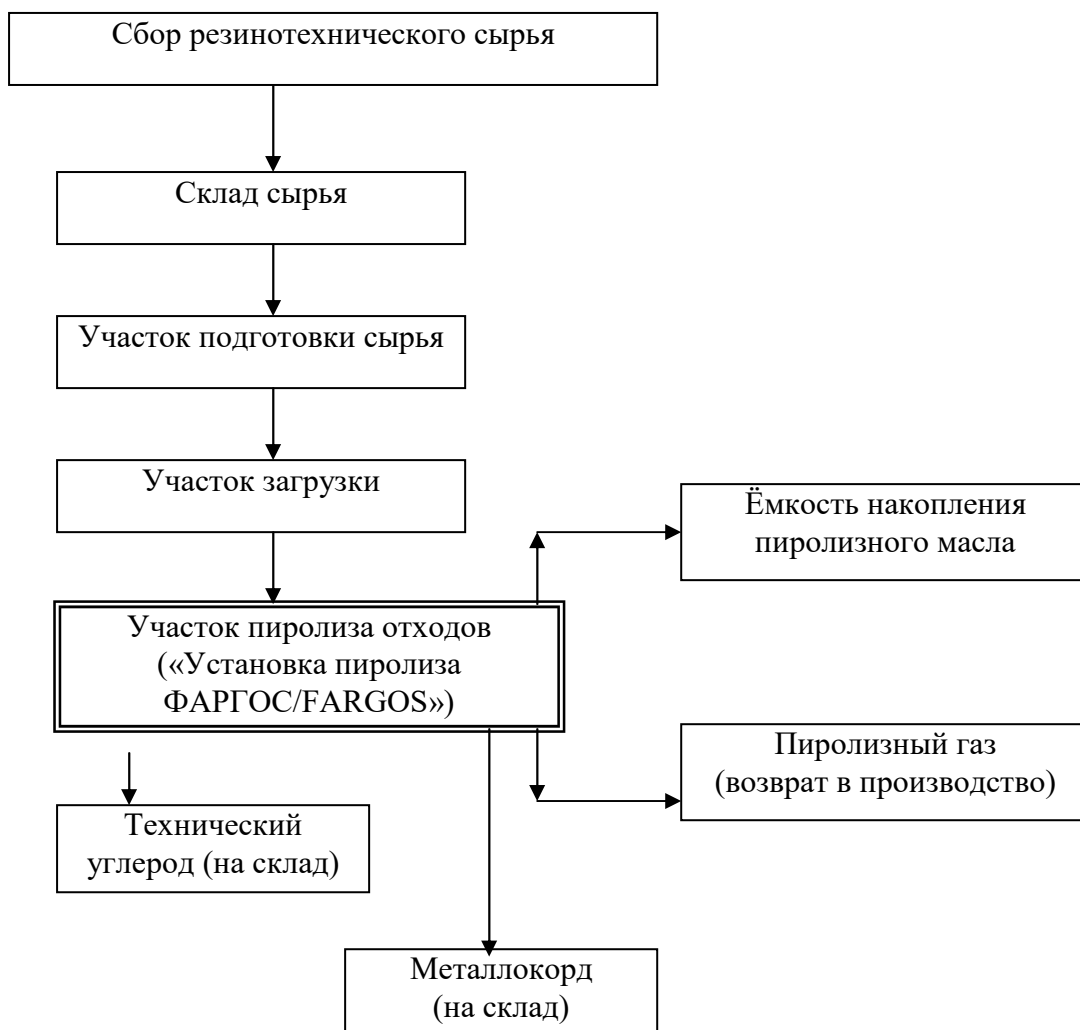 Сбор резинотехнического сырья
Склад сырья
Участок подготовки сырья
Участок загрузки
Ёмкость накопления
пиролизного масла
Участок пиролиза отходов
(«Установка пиролиза
ФАРГОС/FARGOS»)
Пиролизный газ
(возврат в производство)
Технический
углерод (на склад)
Металлокорд
(на склад)